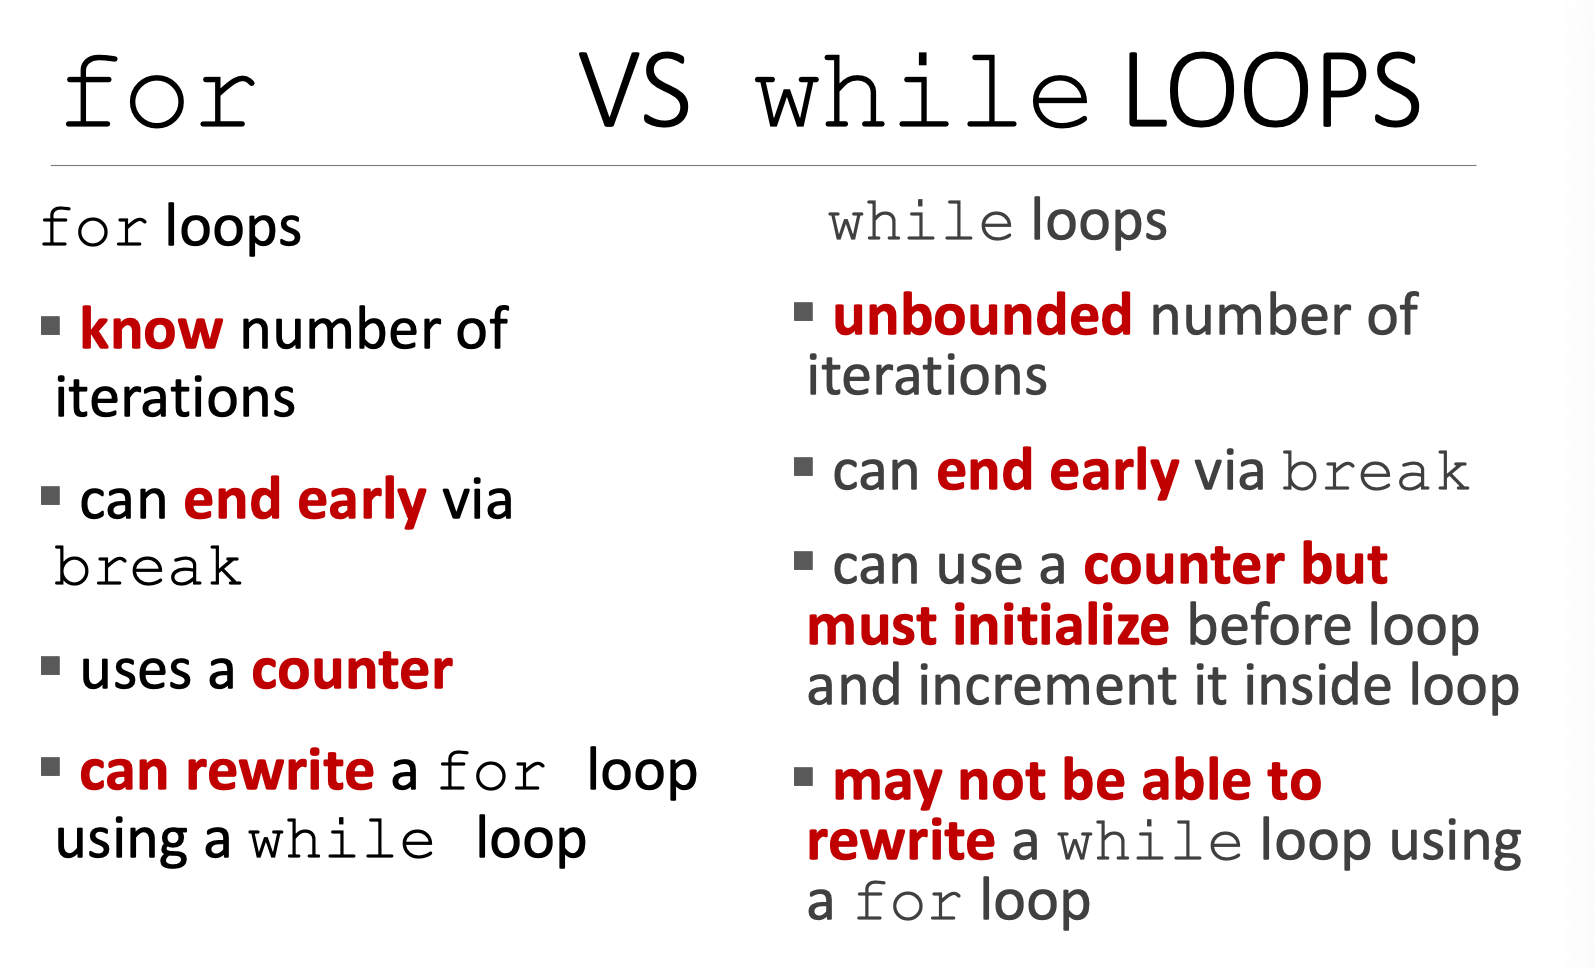 for VS while LOOPS
for loops
▪ know number of
iterations
▪ can end early via
break
▪ uses a counter
▪ can rewrite a for loop
using a while loop
while loops
▪ unbounded number of
iterations
▪ can end early via break
▪ can use a counter but
must initialize before loop
and increment it inside loop
▪ may not be able to
rewrite a while loop using
a for loop